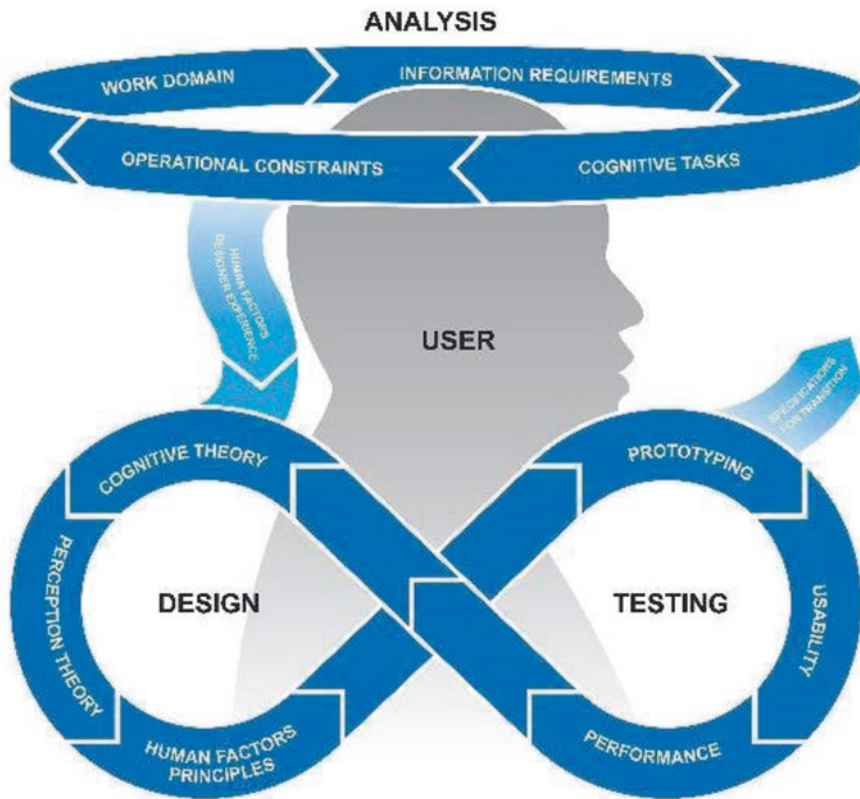 ANALYSIS
WORK DOMAIN
INFORMATION REQUIREMENTS
OPERATIONAL CONSTRAINTS
COGNITIVE TASKS
HUMAN FACTORS
DESIGNER EXPERIENCE
USER
SPECIFICATIONS
FOR TRANSITION
COGNITIVE THEORY
PROTOTYPING
PERCEPTION THEORY
DESIGN
TESTING
USABILITY
HUMAN FACTORS
PRINCIPLES
PERFORMANCE